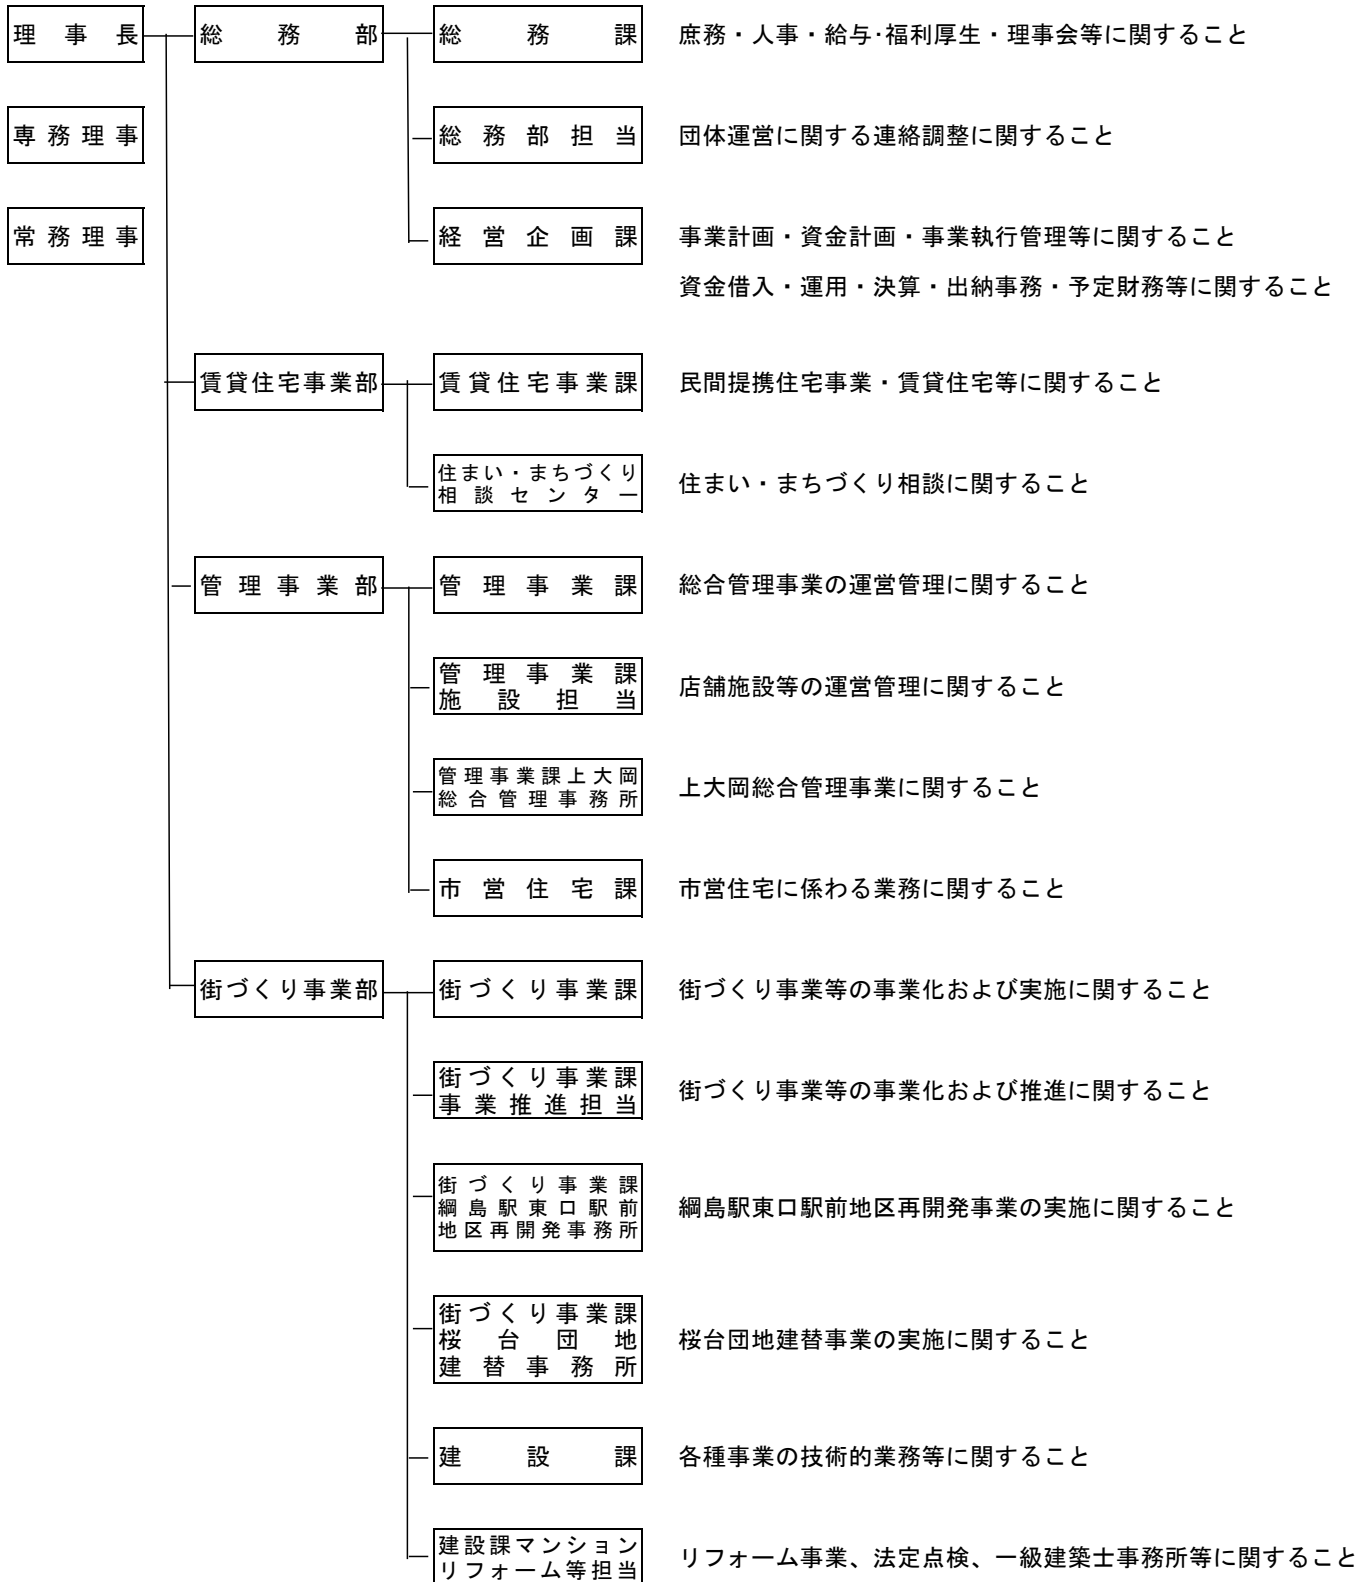 理事長
総務部
総務課
庶務・人事・給与･福利厚生・理事会等に関すること
専務理事
総務部担当
団体運営に関する連絡調整に関すること
常務理事
経営企画課
事業計画・資金計画・事業執行管理等に関すること
資金借入・運用・決算・出納事務・予定財務等に関すること
賃貸住宅事業部
賃貸住宅事業課
民間提携住宅事業・賃貸住宅等に関すること
住まい・まちづくり
相談センター
住まい・まちづくり相談に関すること
管理事業部
管理事業課
総合管理事業の運営管理に関すること
管理事業課
施設担当
店舗施設等の運営管理に関すること
管理事業課上大岡
総合管理事務所
上大岡総合管理事業に関すること
市営住宅課
市営住宅に係わる業務に関すること
街づくり事業部
街づくり事業課
街づくり事業等の事業化および実施に関すること
街づくり事業課
事業推進担当
街づくり事業等の事業化および推進に関すること
街づくり事業課
綱島駅東口駅前
地区再開発事務所
綱島駅東口駅前地区再開発事業の実施に関すること
街づくり事業課
桜台団地
建替事務所
桜台団地建替事業の実施に関すること
建設課
各種事業の技術的業務等に関すること
建設課マンション
リフォーム等担当
リフォーム事業、法定点検、一級建築士事務所等に関すること